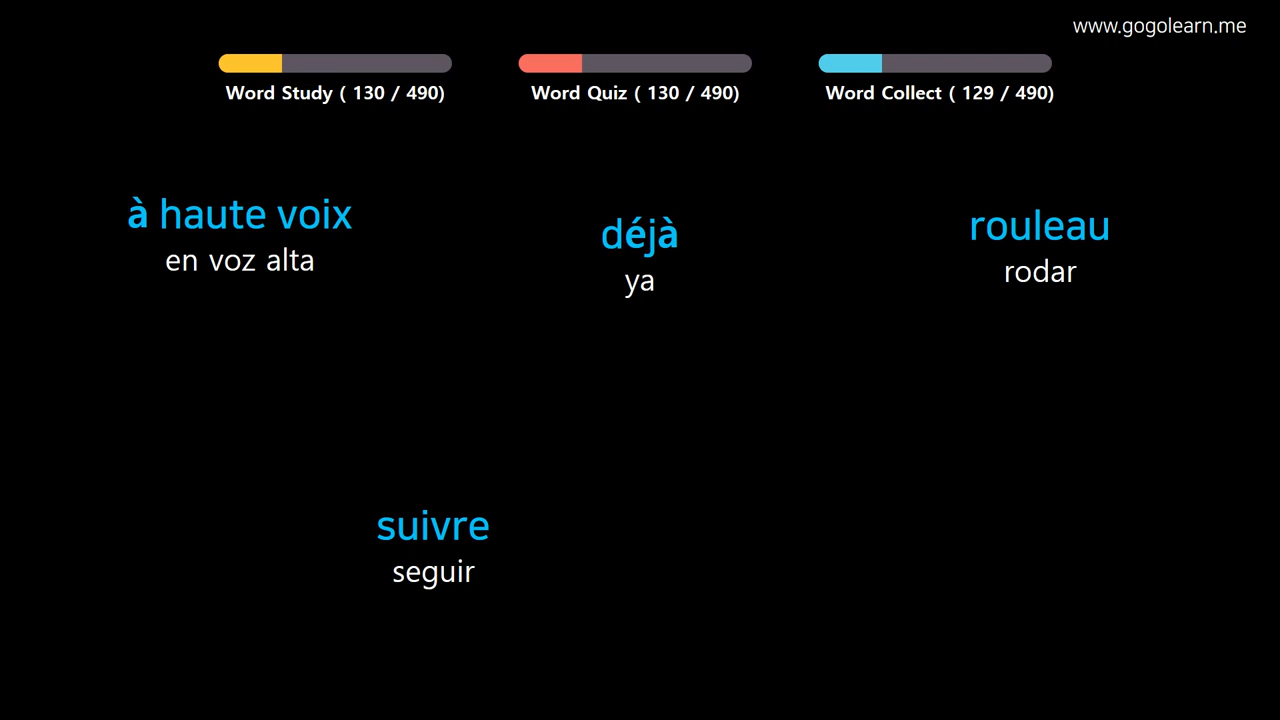 www.gogolearn.me
Word Study ( 130 / 490)
Word Quiz ( 130 / 490)
Word Collect ( 129 / 490)
à haute voix
en voz alta
déjà
ya
rouleau
rodar
suivre
seguir